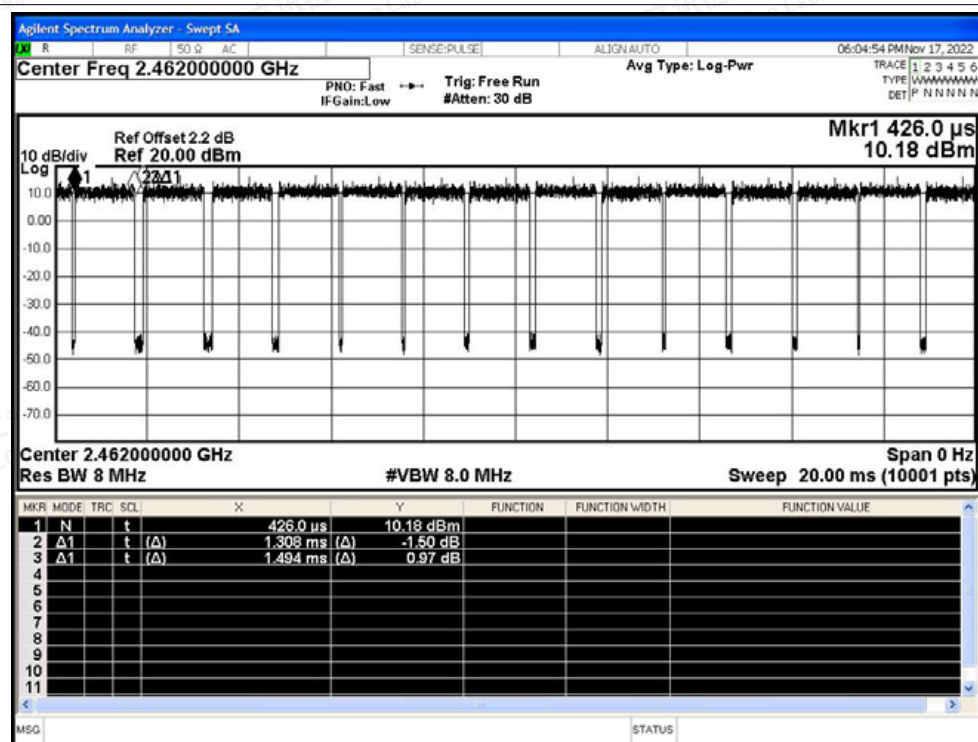 Agilent Spectrum Analyzer - Swept SA
R RF 50 Ω AC SENSE:PULSE ALIGNAUTO 06:04:54 PMNov 17, 2022
Center Freq 2.462000000 GHz
PNO: Fast
IFGain:Low
Trig: Free Run
#Atten: 30 dB
Avg Type: Log-Pwr
TRACE 1 2 3 4 5 6
TYPE WWWWWW
DET P N N N N N
Mkr1 426.0 µs
10.18 dBm
Ref Offset 2.2 dB
10 dB/div Ref 20.00 dBm
Log
1
10.0
0.00
-10.0
-20.0
-30.0
-40.0
-50.0
-60.0
-70.0
Center 2.462000000 GHz Span 0 Hz
Res BW 8 MHz #VBW 8.0 MHz Sweep 20.00 ms (10001 pts)
MKR MODE TRC SCL X Y FUNCTION FUNCTION WIDTH FUNCTION VALUE
1 N t 426.0 µs 10.18 dBm
2 Δ1 t (Δ) 1.308 ms (Δ) -1.50 dB
3 Δ1 t (Δ) 1.494 ms (Δ) 0.97 dB
4
5
6
7
8
9
10
11
MSG STATUS